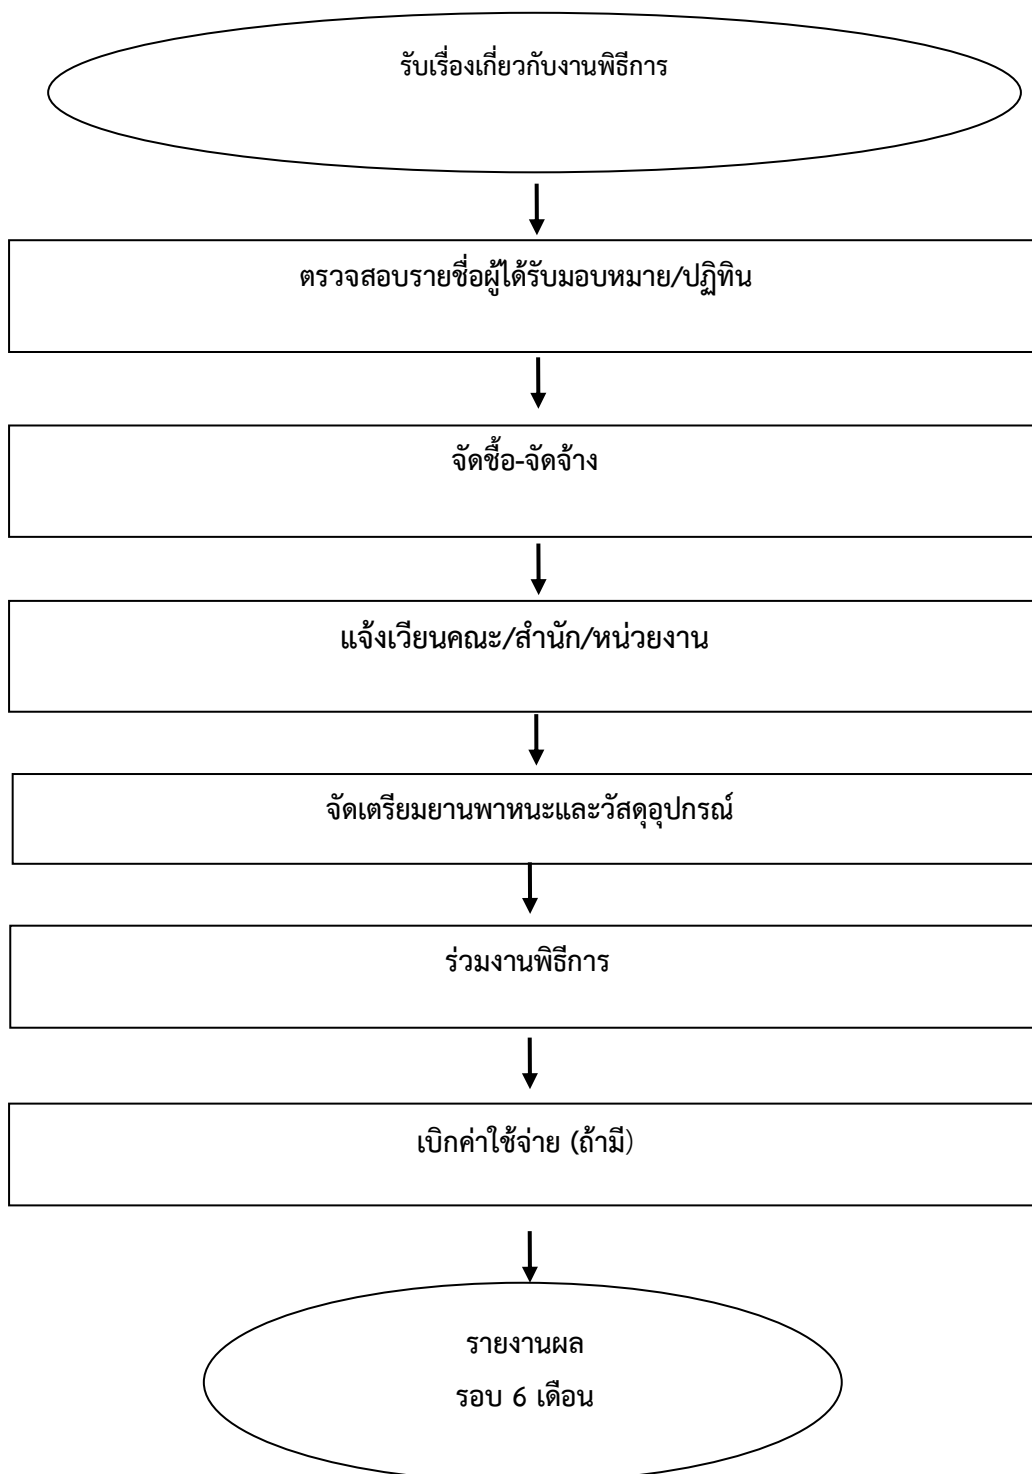 รับเรื่องเกี่ยวกับงานพิธีการ
ตรวจสอบรายชื่อผู้ได้รับมอบหมาย/ปฏิทิน
จัดซื้อ-จัดจ้าง
แจ้งเวียนคณะ/สำนัก/หน่วยงาน
จัดเตรียมยานพาหนะและวัสดุอุปกรณ์
ร่วมงานพิธีการ
เบิกค่าใช้จ่าย (ถ้ามี)
รายงานผล
รอบ 6 เดือน